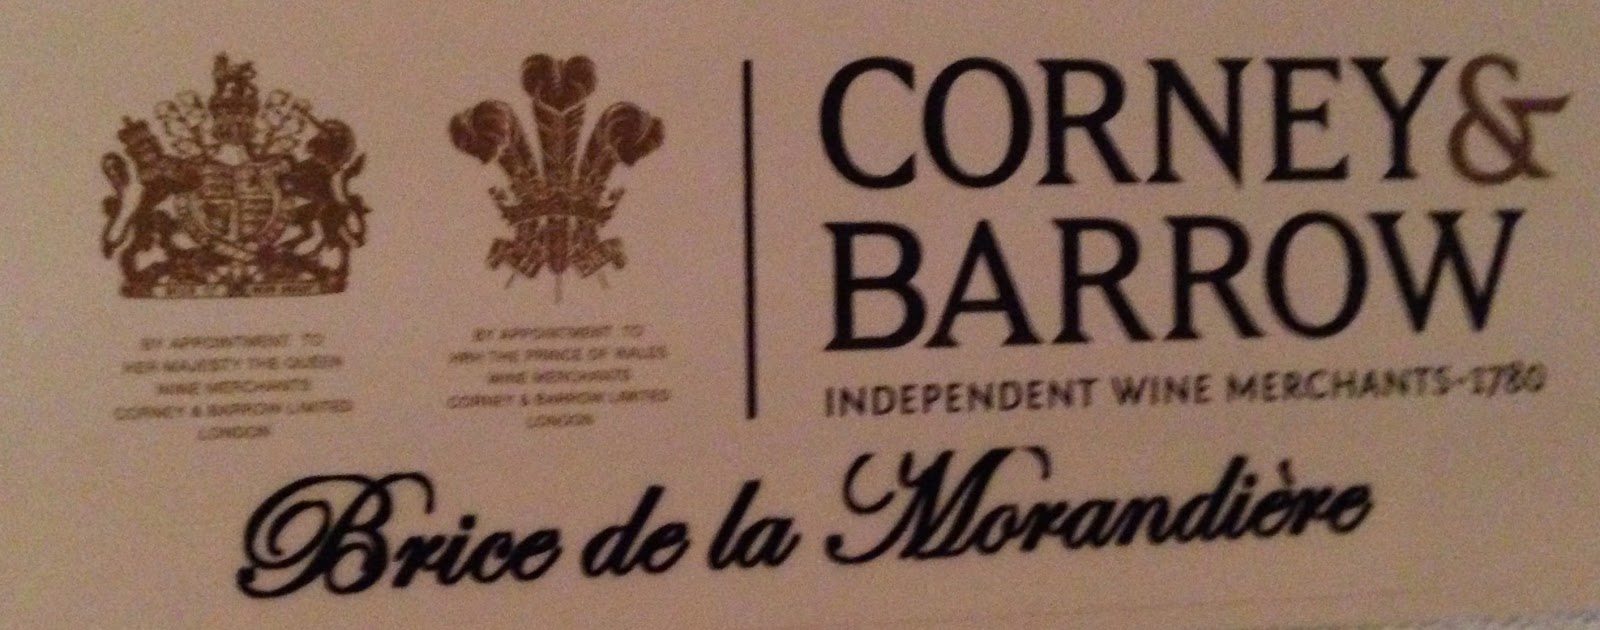 BY APPOINTMENT TO
HER MAJESTY THE QUEEN
WINE MERCHANTS
CORNEY & BARROW LIMITED
LONDON
BY APPOINTMENT TO
HRH THE PRINCE OF WALES
WINE MERCHANTS
CORNEY & BARROW LIMITED
LONDON
CORNEY &
BARROW
INDEPENDENT WINE MERCHANTS-1780
Brice de la Morandière